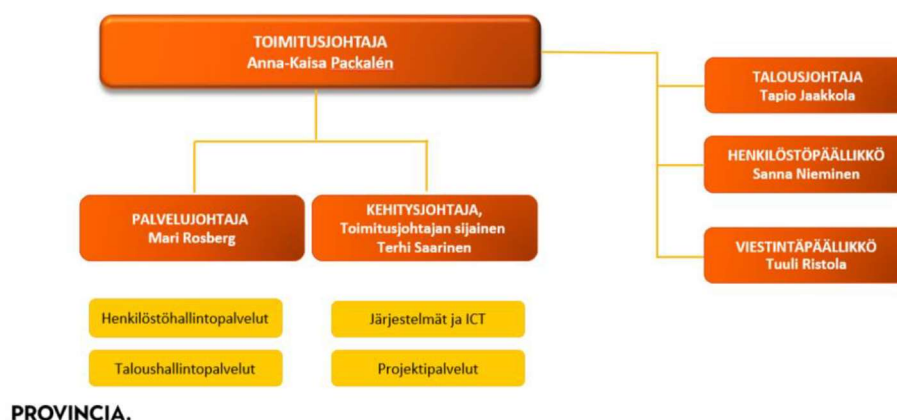 TOIMITUSJOHTAJA
Anna-Kaisa Packalén
TALOUSJOHTAJA
Tapio Jaakkola
HENKILÖSTÖPÄÄLLIKKÖ
Sanna Nieminen
PALVELUJOHTAJA
Mari Rosberg
KEHITYSJOHTAJA,
Toimitusjohtajan sijainen
Terhi Saarinen
VIESTINTÄPÄÄLLIKKÖ
Tuuli Ristola
Henkilöstöhallintopalvelut
Järjestelmät ja ICT
Taloushallintopalvelut
Projektipalvelut
PROVINCIA.